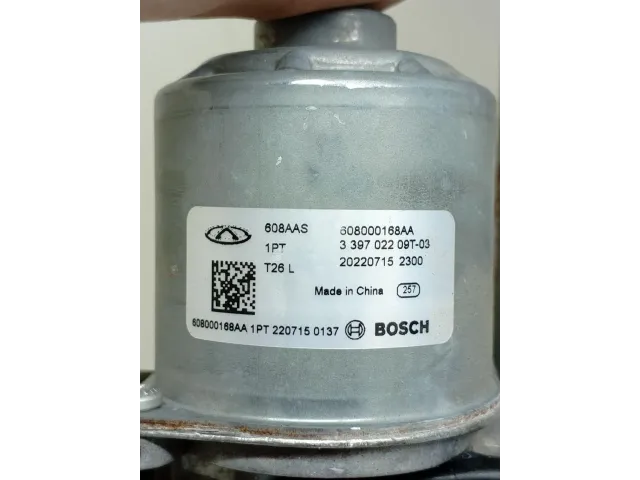 608AAS 608000168AA
1PT 3 397 022 09T-03
T26 L 20220715 2300
Made in China 257
608000168AA 1PT 220715 0137 BOSCH